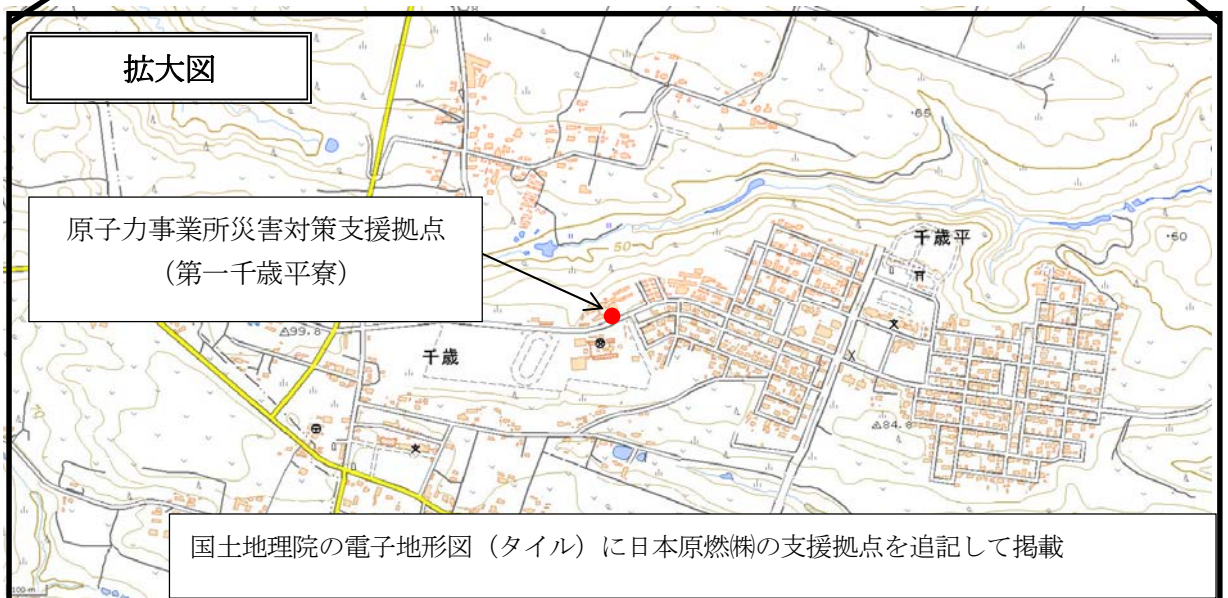 拡大図
・65
原子力事業所災害対策支援拠点
(第一千歳平寮)
50
千歳平
・60
△99.8
千歳
△84.8
国土地理院の電子地形図(タイル)に日本原燃㈱の支援拠点を追記して掲載
100 m